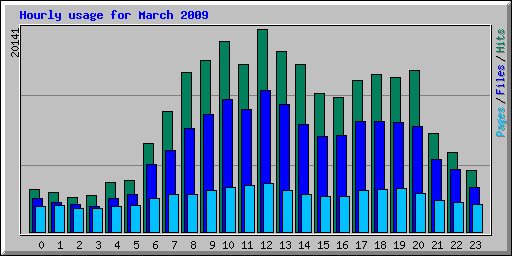 Hourly usage for March 2009
20141
Pages/Files/Hits
0 1 2 3 4 5 6 7 8 9 10 11 12 13 14 15 16 17 18 19 20 21 22 23